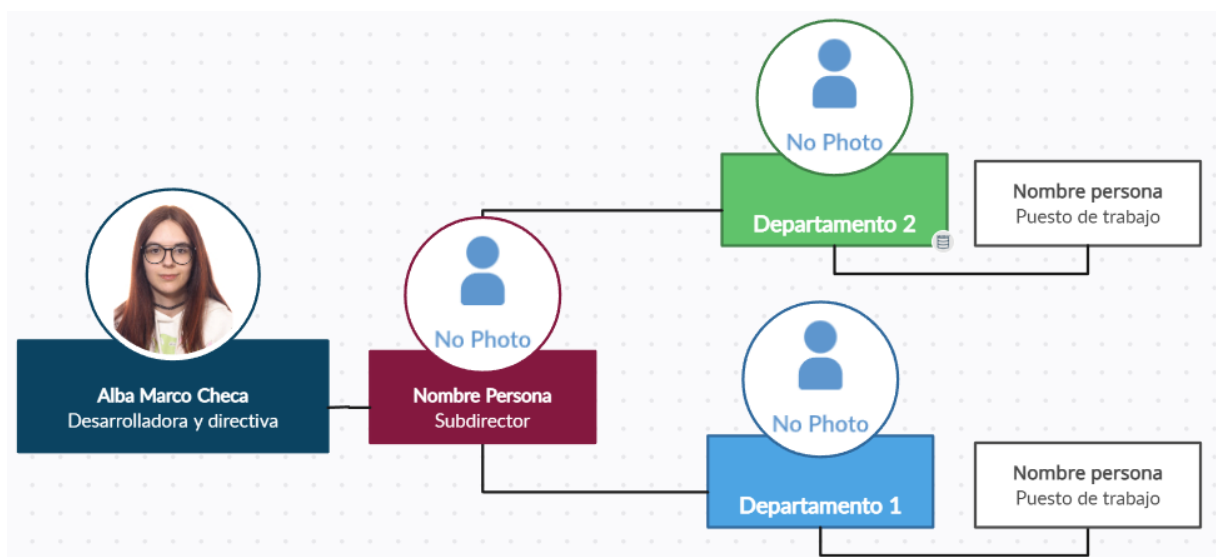 No Photo
Departamento 2
Nombre persona
Puesto de trabajo
Alba Marco Checa
Desarrolladora y directiva
No Photo
Nombre Persona
Subdirector
No Photo
Departamento 1
Nombre persona
Puesto de trabajo